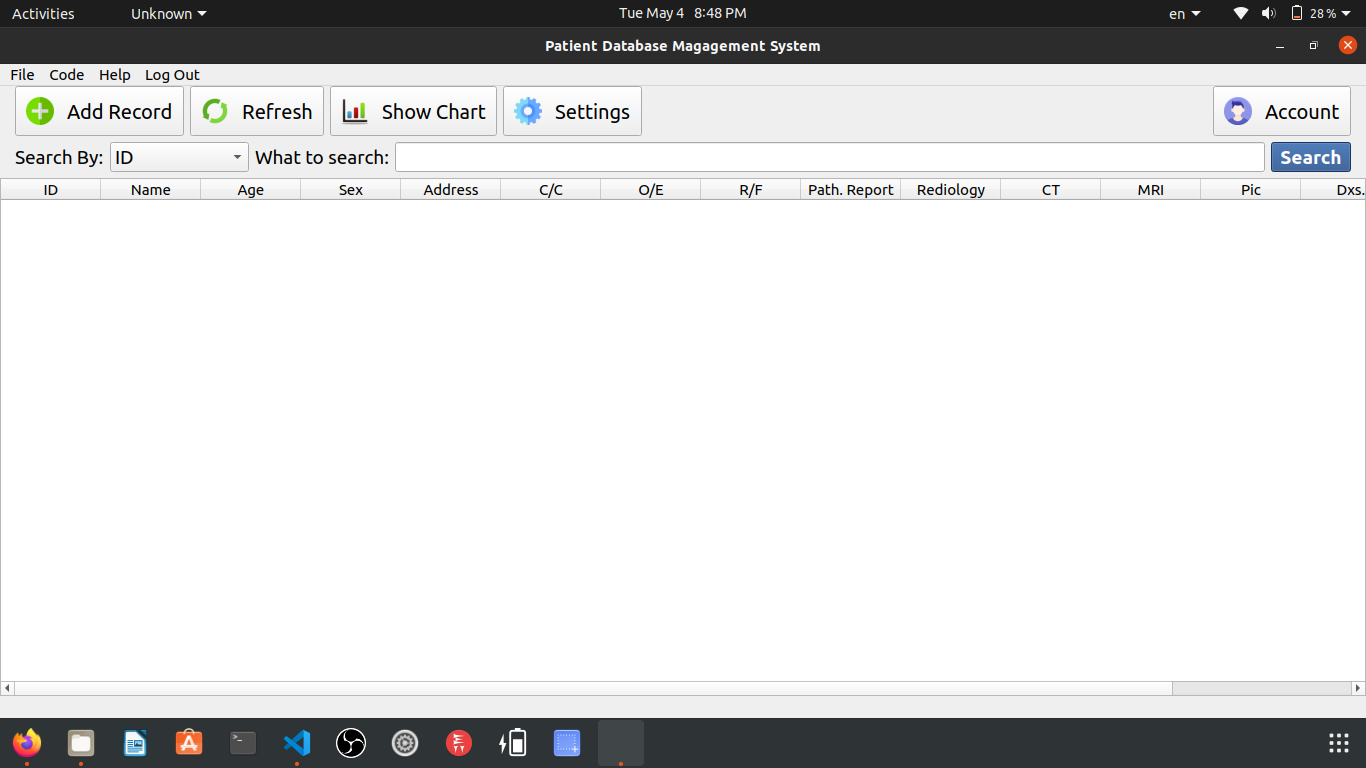 Activities Unknown Tue May 4 8:48 PM en 28 %
Patient Database Magagement System
File Code Help Log Out
Add Record Refresh Show Chart Settings Account
Search By: ID What to search: Search
ID Name Age Sex Address C/C O/E R/F Path. Report Rediology CT MRI Pic Dxs.